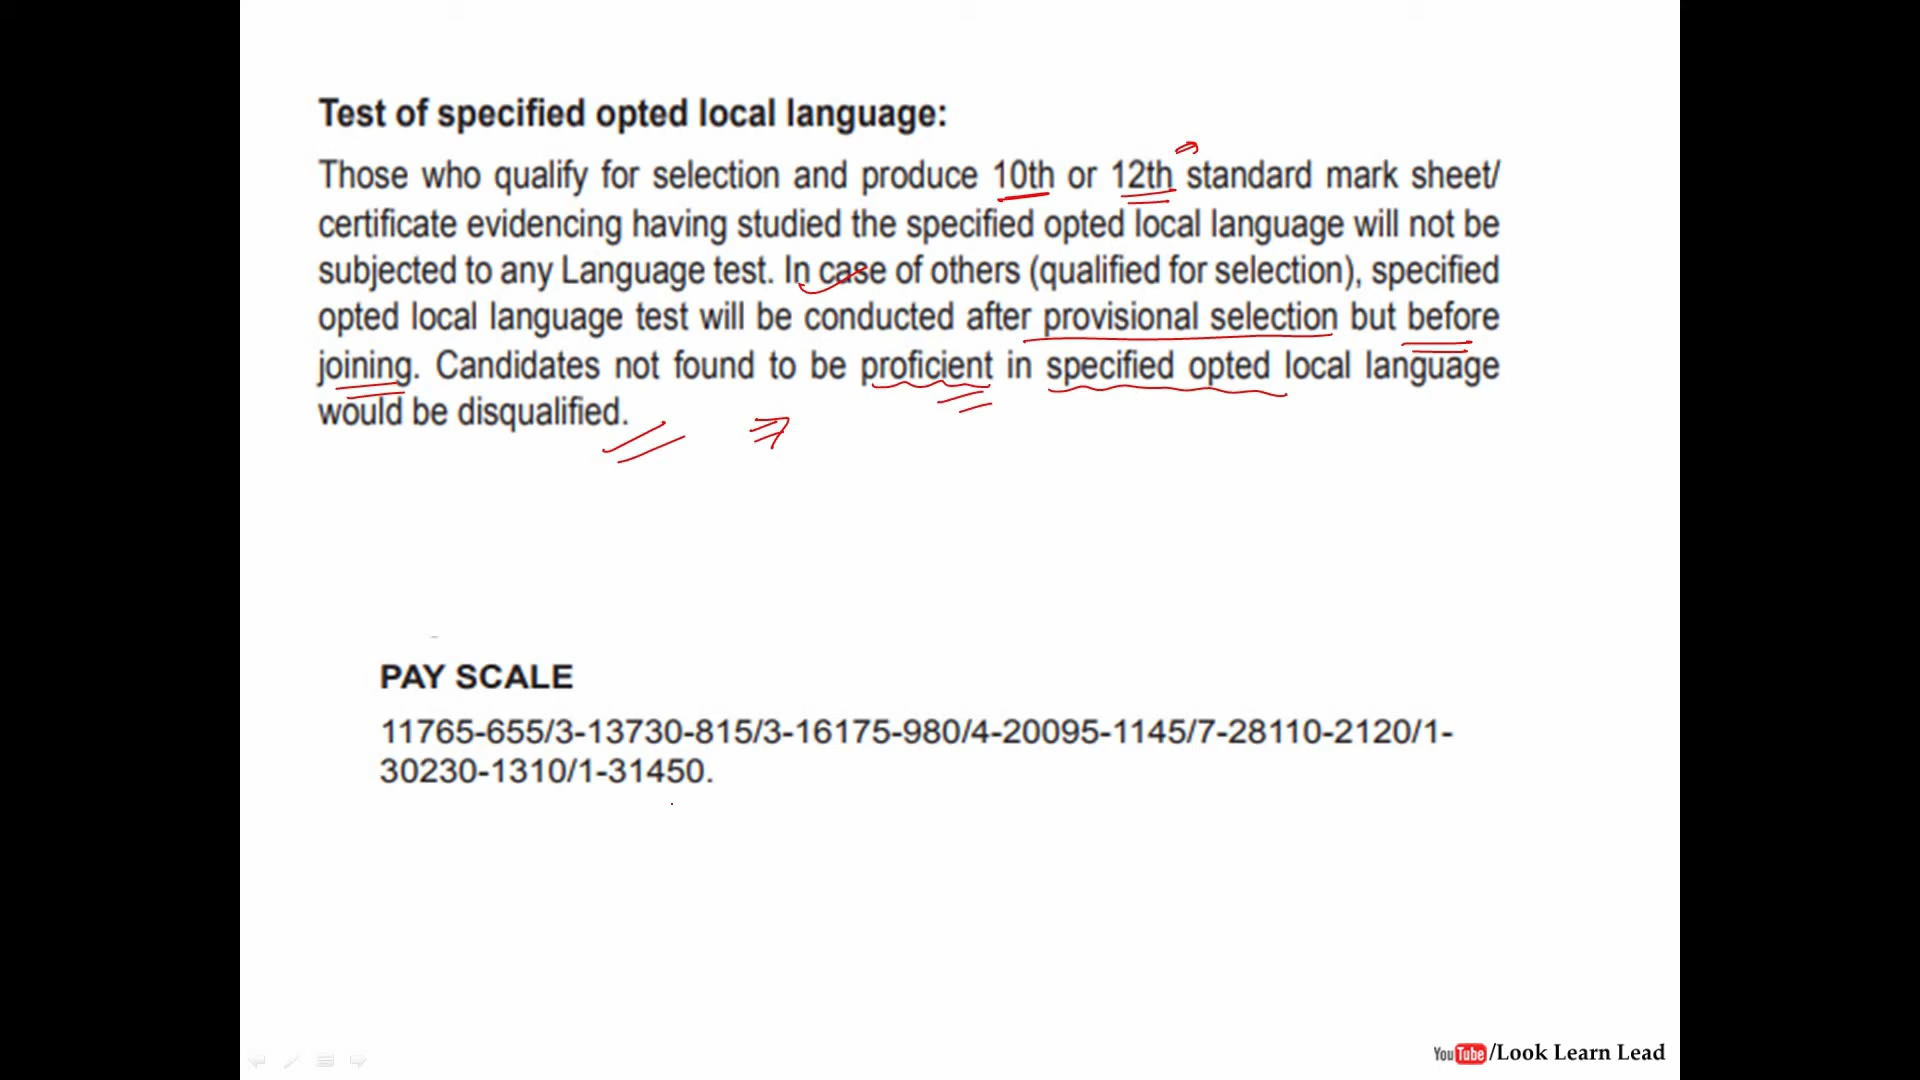 Test of specified opted local language:
Those who qualify for selection and produce 10th or 12th standard mark sheet/
certificate evidencing having studied the specified opted local language will not be
subjected to any Language test. In case of others (qualified for selection), specified
opted local language test will be conducted after provisional selection but before
joining. Candidates not found to be proficient in specified opted local language
would be disqualified.
PAY SCALE
11765-655/3-13730-815/3-16175-980/4-20095-1145/7-28110-2120/1-
30230-1310/1-31450.
YouTube/Look Learn Lead